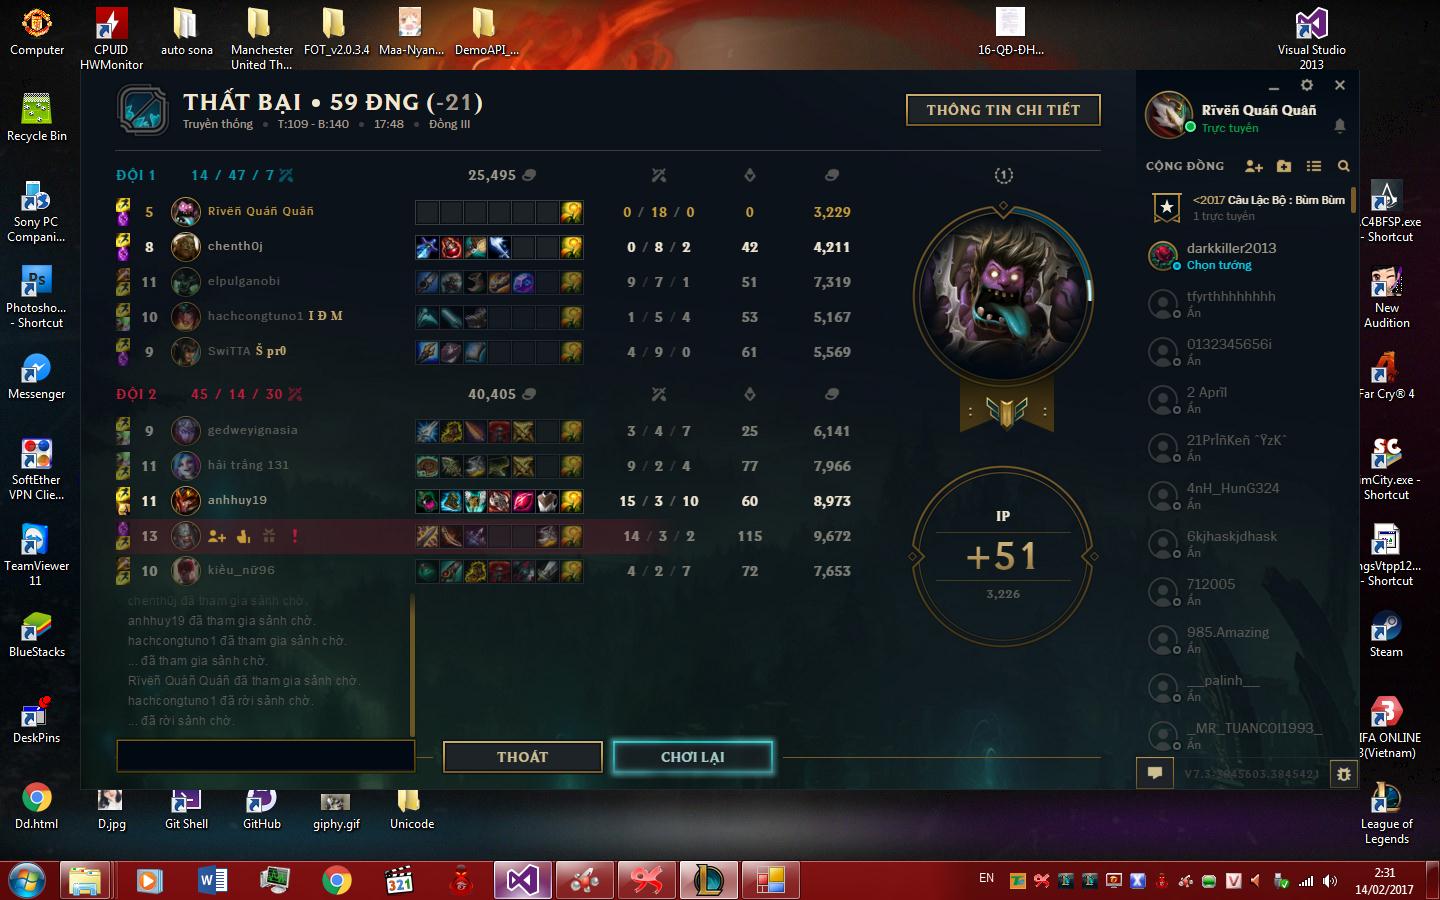 Computer
CPUID
HWMonitor
auto sona
Manchester
United Th...
FOT_v2.0.3.4
Maa-Nyan...
DemoAPI_...
16-QĐ-ĐH...
Visual Studio
2013
Recycle Bin
Sony PC
Compani...
Photosho...
- Shortcut
Messenger
SoftEther
VPN Clie...
TeamViewer
11
BlueStacks
DeskPins
THẤT BẠI • 59 ĐNG (-21)
Truyền thống • T:109 - B:140 • 17:48 • Đồng III
THÔNG TIN CHI TIẾT
ĐỘI 1 14 / 47 / 7 25,495
5 Rïvëñ Quáñ Quâñ 0 / 18 / 0 0 3,229
8 chenth0j 0 / 8 / 2 42 4,211
11 elpulganobi 9 / 7 / 1 51 7,319
10 hachcongtuno1 I Đ M 1 / 5 / 4 53 5,167
9 SwiTTA Š pr0 4 / 9 / 0 61 5,569
ĐỘI 2 45 / 14 / 30 40,405
9 gedweyignasia 3 / 4 / 7 25 6,141
11 hải trắng 131 9 / 2 / 4 77 7,966
11 anhhuy19 15 / 3 / 10 60 8,973
13 14 / 3 / 2 115 9,672
10 kiều_nữ96 4 / 2 / 7 72 7,653
1
IP
+51
3,226
chenth0j đã tham gia sảnh chờ.
anhhuy19 đã tham gia sảnh chờ.
hachcongtuno1 đã tham gia sảnh chờ.
... đã tham gia sảnh chờ.
Rïvëñ Quáñ Quâñ đã tham gia sảnh chờ.
hachcongtuno1 đã rời sảnh chờ.
... đã rời sảnh chờ.
THOÁT
CHƠI LẠI
Rïvëñ Quáñ Quâñ
Trực tuyến
CỘNG ĐỒNG
<2017 Câu Lạc Bộ : Bùm Bùm
1 trực tuyến
darkkiller2013
Chọn tướng
tfyrthhhhhhhh
Ẩn
0132345656i
Ẩn
2 Aprïl
Ẩn
21PrÌñKeñ ˆŸzKˆ
Ẩn
4nH_HunG324
Ẩn
6kjhaskjdhask
Ẩn
712005
Ẩn
985.Amazing
Ẩn
__palinh__
Ẩn
_MR_TUANCOI1993_
Ẩn
V7.3.3845603.3845421
.C4BFSP.exe
- Shortcut
New
Audition
Far Cry® 4
imCity.exe -
Shortcut
ngsVtpp12...
- Shortcut
Steam
IFA ONLINE
3(Vietnam)
League of
Legends
Dd.html
D.jpg
Git Shell
GitHub
giphy.gif
Unicode
EN
2:31
14/02/2017